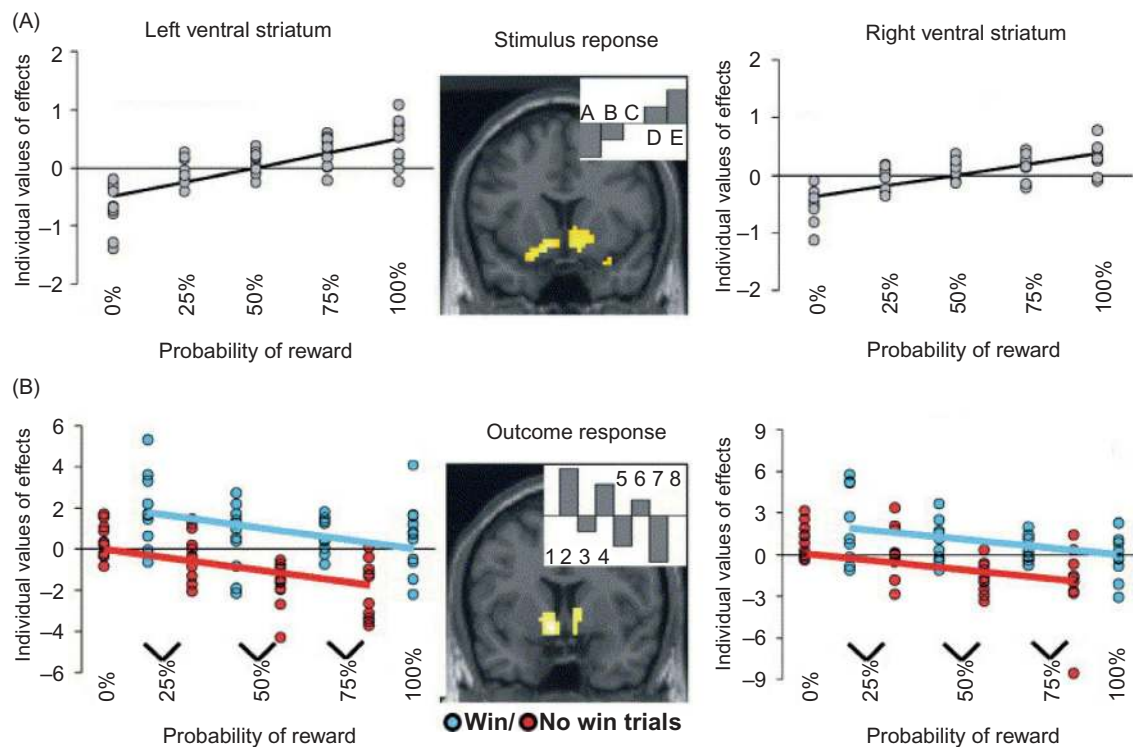 (A)
Left ventral striatum
Stimulus reponse
Right ventral striatum
Individual values of effects
2
1
0
–1
–2
0%
25%
50%
75%
100%
Probability of reward
A B C
D E
Individual values of effects
2
1
0
–1
–2
0%
25%
50%
75%
100%
Probability of reward
(B)
Outcome response
Individual values of effects
6
4
2
0
–2
–4
–6
0%
25%
50%
75%
100%
Probability of reward
5 6 7 8
1 2 3 4
Win/ No win trials
Individual values of effects
9
6
3
0
–3
–6
–9
0%
25%
50%
75%
100%
Probability of reward